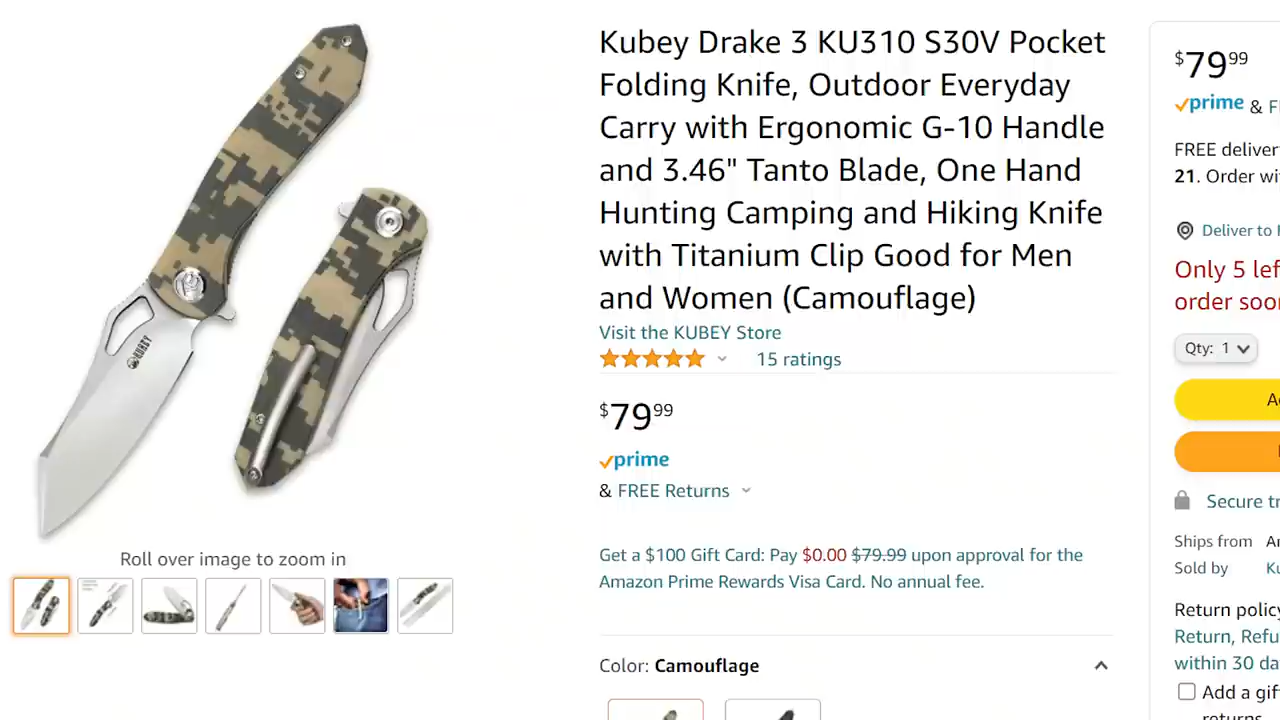 Kubey Drake 3 KU310 S30V Pocket
Folding Knife, Outdoor Everyday
Carry with Ergonomic G-10 Handle
and 3.46" Tanto Blade, One Hand
Hunting Camping and Hiking Knife
with Titanium Clip Good for Men
and Women (Camouflage)
Visit the KUBEY Store
15 ratings
$79.99
prime
& FREE Returns
Get a $100 Gift Card: Pay $0.00 $79.99 upon approval for the
Amazon Prime Rewards Visa Card. No annual fee.
Color: Camouflage
KUBEY
Roll over image to zoom in
$79.99
prime & F
FREE deliver
21. Order wi
Deliver to
Only 5 lef
order soo
Qty: 1
Secure tr
Ships from
Sold by Ku
Return policy
Return, Refu
within 30 da
Add a gif